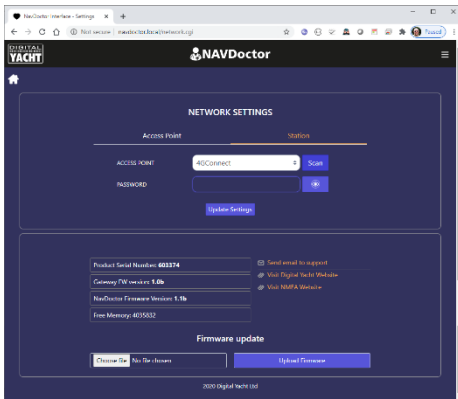 NavDoctor Interface - Settings
Not secure | navdoctor.local/network.cgi
Paused
DIGITAL
YACHT
NAVDoctor
NETWORK SETTINGS
Access Point Station
ACCESS POINT 4GConnect Scan
PASSWORD
Update Settings
Product Serial Number: 603374
Gateway FW version: 1.0b
NavDoctor Firmware Version: 1.1b
Free Memory: 4055832
Send email to support
Visit Digital Yacht Website
Visit NMEA Website
Firmware update
Choose file No file chosen Upload Firmware
2020 Digital Yacht Ltd